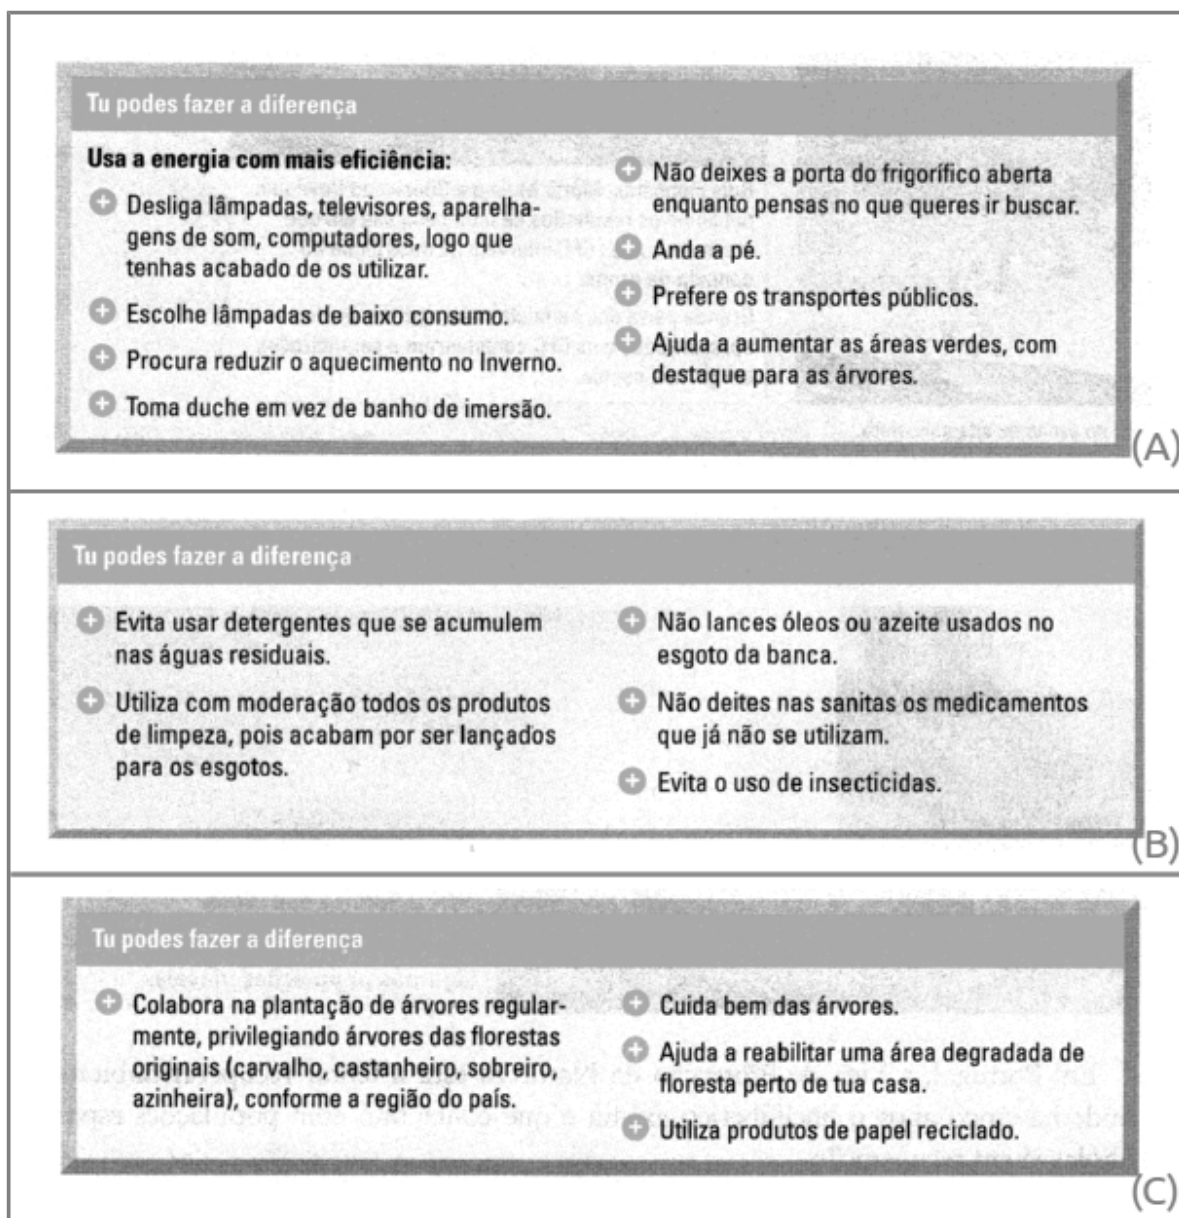 Tu podes fazer a diferença
Usa a energia com mais eficiência:
Desliga lâmpadas, televisores, aparelha-
gens de som, computadores, logo que
tenhas acabado de os utilizar.
Escolhe lâmpadas de baixo consumo.
Procura reduzir o aquecimento no Inverno.
Toma duche em vez de banho de imersão.
Não deixes a porta do frigorífico aberta
enquanto pensas no que queres ir buscar.
Anda a pé.
Prefere os transportes públicos.
Ajuda a aumentar as áreas verdes, com
destaque para as árvores.
(A)
Tu podes fazer a diferença
Evita usar detergentes que se acumulem
nas águas residuais.
Utiliza com moderação todos os produtos
de limpeza, pois acabam por ser lançados
para os esgotos.
Não lances óleos ou azeite usados no
esgoto da banca.
Não deites nas sanitas os medicamentos
que já não se utilizam.
Evita o uso de insecticidas.
(B)
Tu podes fazer a diferença
Colabora na plantação de árvores regular-
mente, privilegiando árvores das florestas
originais (carvalho, castanheiro, sobreiro,
azinheira), conforme a região do país.
Cuida bem das árvores.
Ajuda a reabilitar uma área degradada de
floresta perto de tua casa.
Utiliza produtos de papel reciclado.
(C)